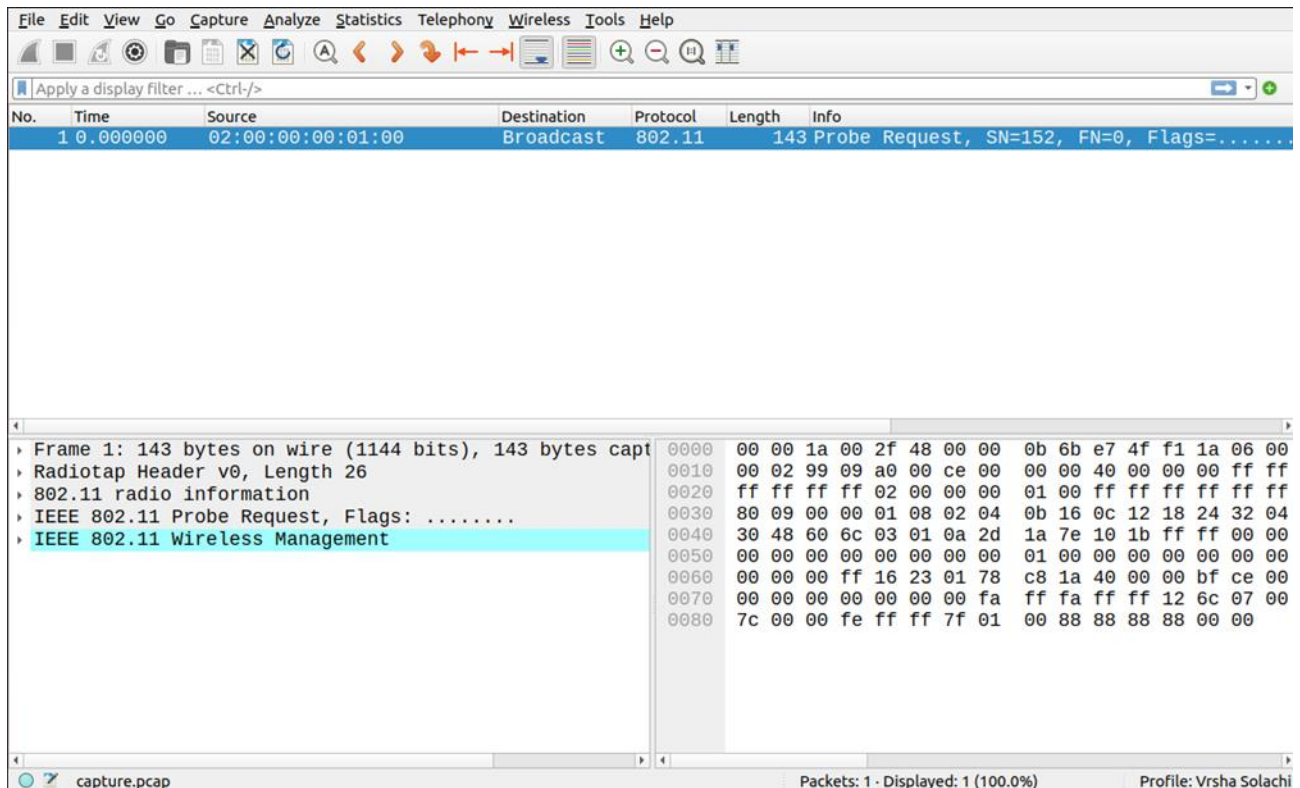 File Edit View Go Capture Analyze Statistics Telephony Wireless Tools Help
Apply a display filter ... <Ctrl-/>
No. Time Source Destination Protocol Length Info
1 0.000000 02:00:00:00:01:00 Broadcast 802.11 143 Probe Request, SN=152, FN=0, Flags=.......
Frame 1: 143 bytes on wire (1144 bits), 143 bytes capt
Radiotap Header v0, Length 26
802.11 radio information
IEEE 802.11 Probe Request, Flags: ........
IEEE 802.11 Wireless Management
0000 00 00 1a 00 2f 48 00 00 0b 6b e7 4f f1 1a 06 00
0010 00 02 99 09 a0 00 ce 00 00 00 40 00 00 00 ff ff
0020 ff ff ff ff 02 00 00 00 01 00 ff ff ff ff ff ff
0030 80 09 00 00 01 08 02 04 0b 16 0c 12 18 24 32 04
0040 30 48 60 6c 03 01 0a 2d 1a 7e 10 1b ff ff 00 00
0050 00 00 00 00 00 00 00 00 01 00 00 00 00 00 00 00
0060 00 00 00 ff 16 23 01 78 c8 1a 40 00 00 bf ce 00
0070 00 00 00 00 00 00 00 fa ff fa ff ff 12 6c 07 00
0080 7c 00 00 fe ff ff 7f 01 00 88 88 88 88 00 00
capture.pcap Packets: 1 · Displayed: 1 (100.0%) Profile: Vrsha Solachi